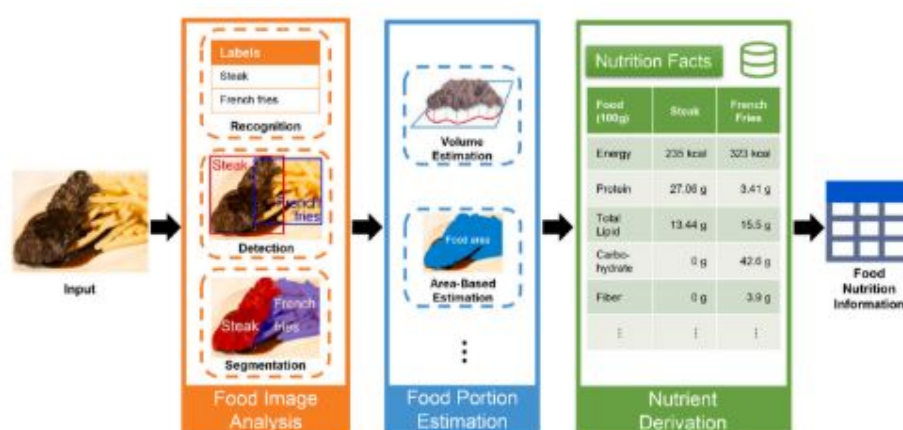 Input
Labels
Steak
French fries
Recognition
Steak
French
fries
Detection
Steak
French
fries
Segmentation
Food Image
Analysis
Volume
Estimation
Food area
Area-Based
Estimation
⋮
Food Portion
Estimation
Nutrition Facts
Food
(100g)
Steak
French
Fries
Energy
235 kcal
323 kcal
Protein
27.06 g
3.41 g
Total
Lipid
13.44 g
15.5 g
Carbo-
hydrate
0 g
42.6 g
Fiber
0 g
3.9 g
⋮
⋮
⋮
Nutrient
Derivation
Food
Nutrition
Information